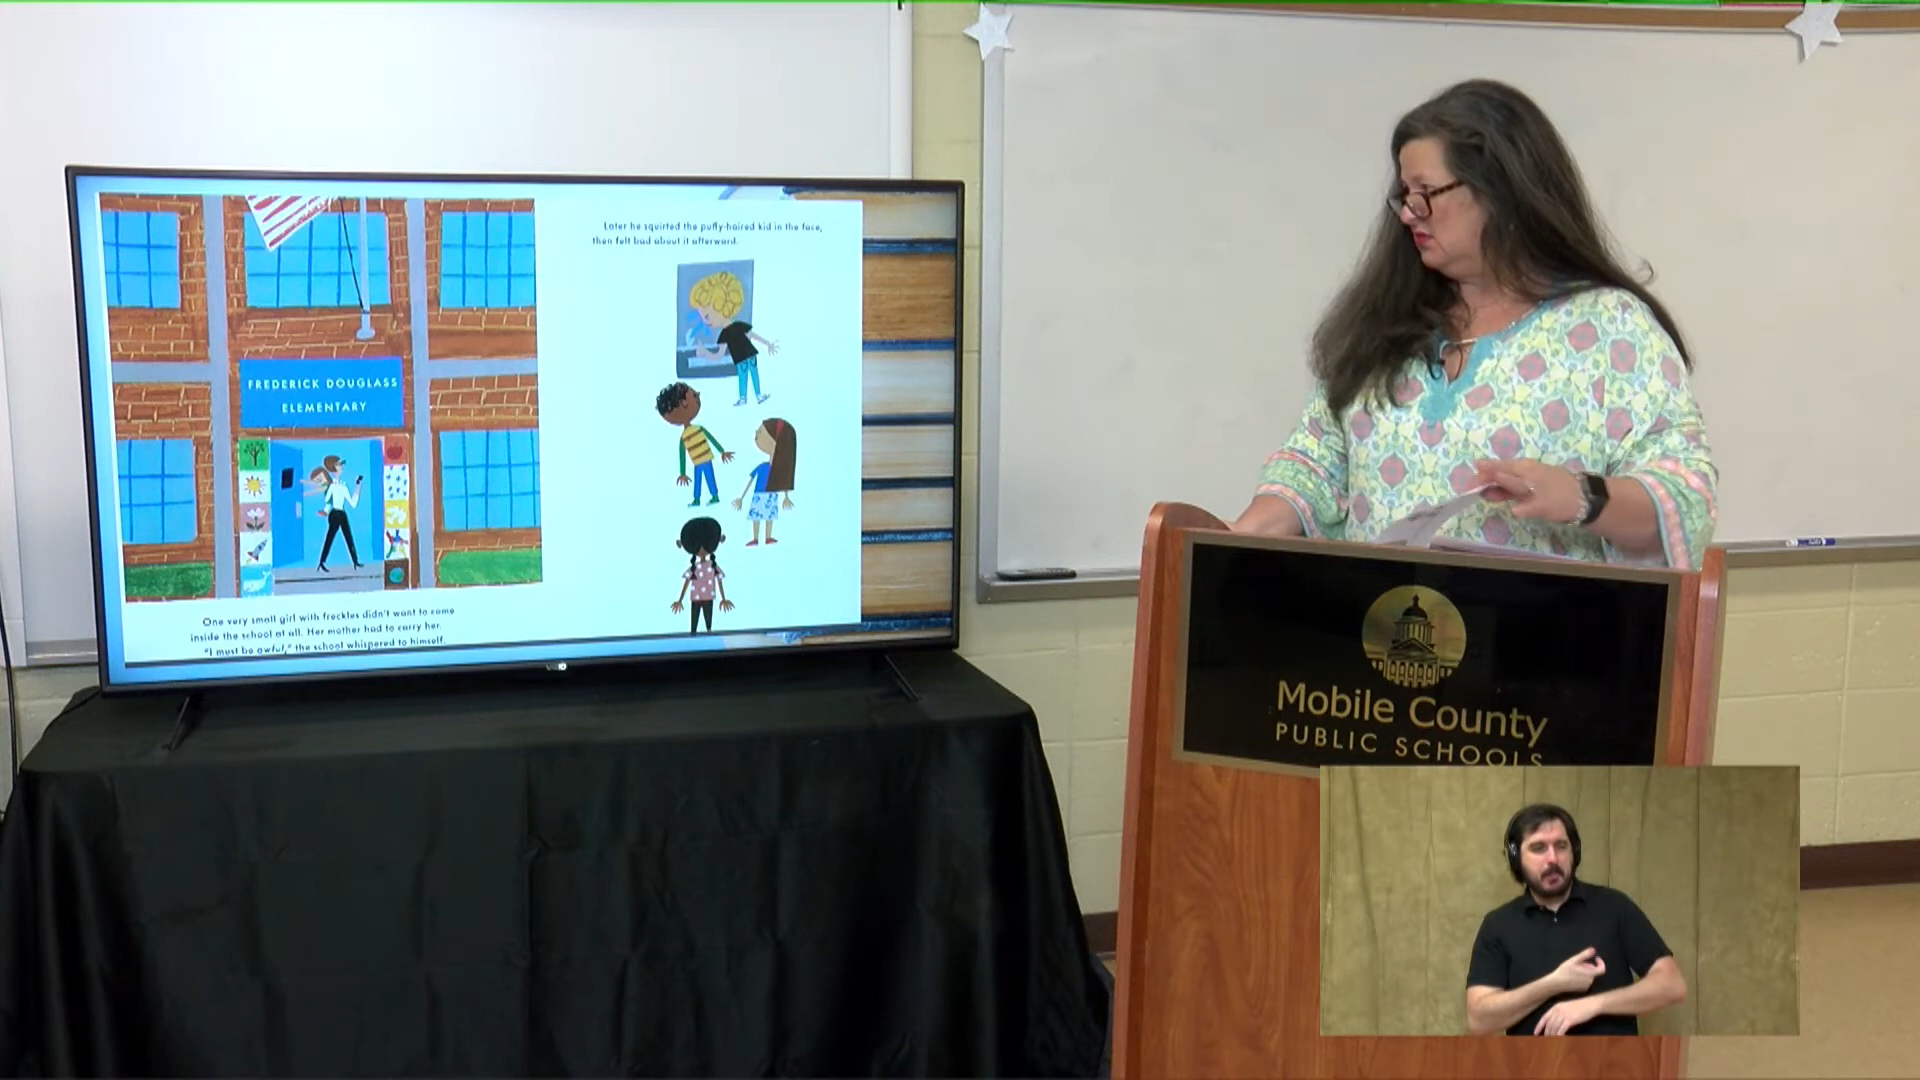 Later he squirted the puffy-haired kid in the face,
then felt bad about it afterward.
FREDERICK DOUGLASS
ELEMENTARY
One very small girl with freckles didn't want to come
inside the school at all. Her mother had to carry her.
"I must be awful," the school whispered to himself.
VIZIO
Mobile County
PUBLIC SCHOOLS